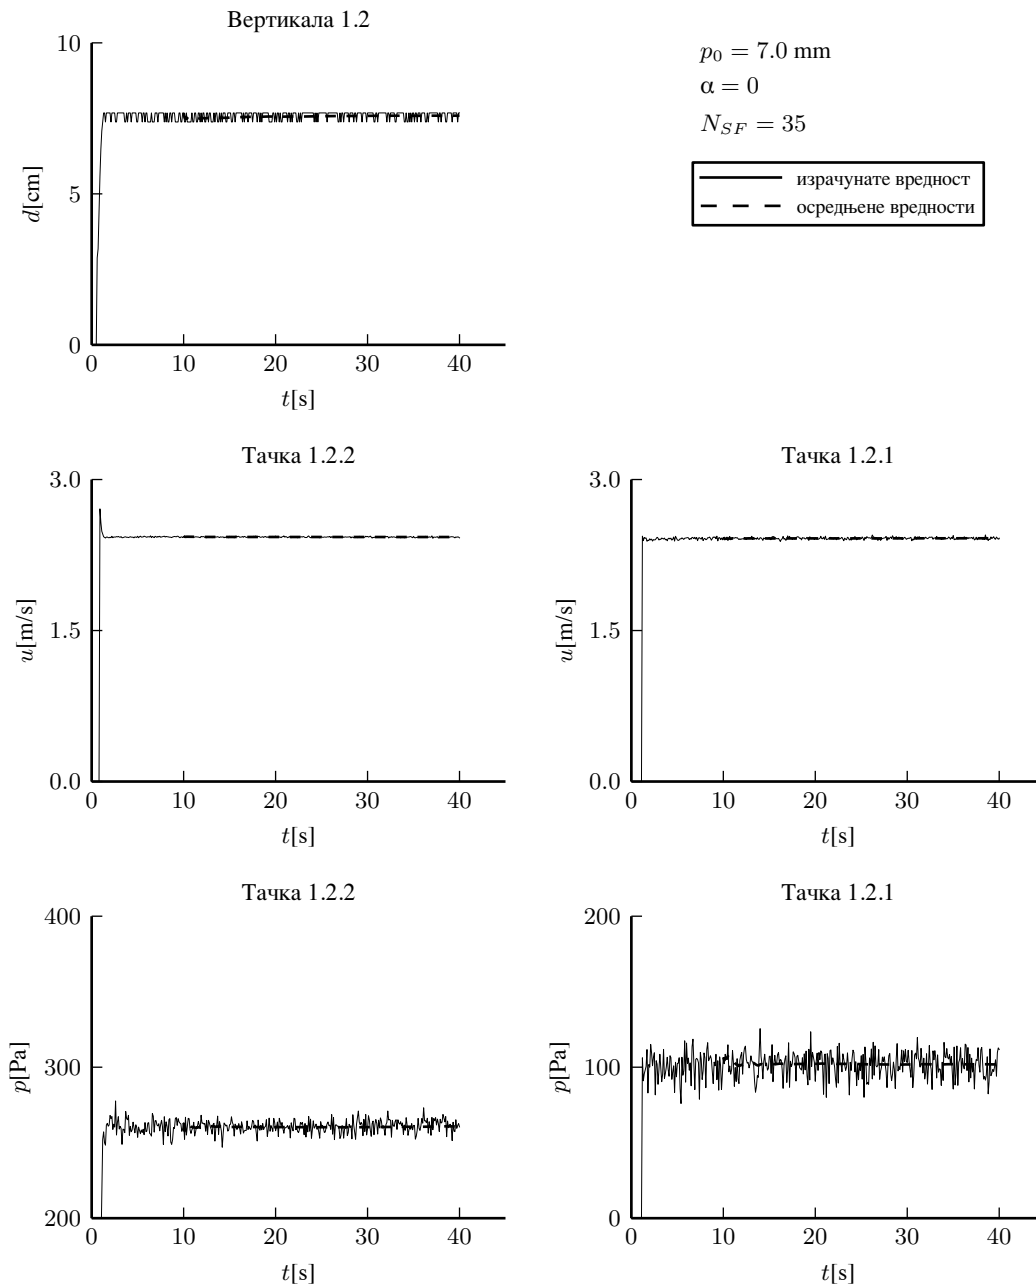 Вертикала 1.2
10
5
0
d[cm]
0 10 20 30 40
t[s]
p₀ = 7.0 mm
α = 0
N_SF = 35
израчунате вредност
осредњене вредности
Тачка 1.2.2
3.0
1.5
0.0
u[m/s]
0 10 20 30 40
t[s]
Тачка 1.2.1
3.0
1.5
0.0
u[m/s]
0 10 20 30 40
t[s]
Тачка 1.2.2
400
300
200
p[Pa]
0 10 20 30 40
t[s]
Тачка 1.2.1
200
100
0
p[Pa]
0 10 20 30 40
t[s]